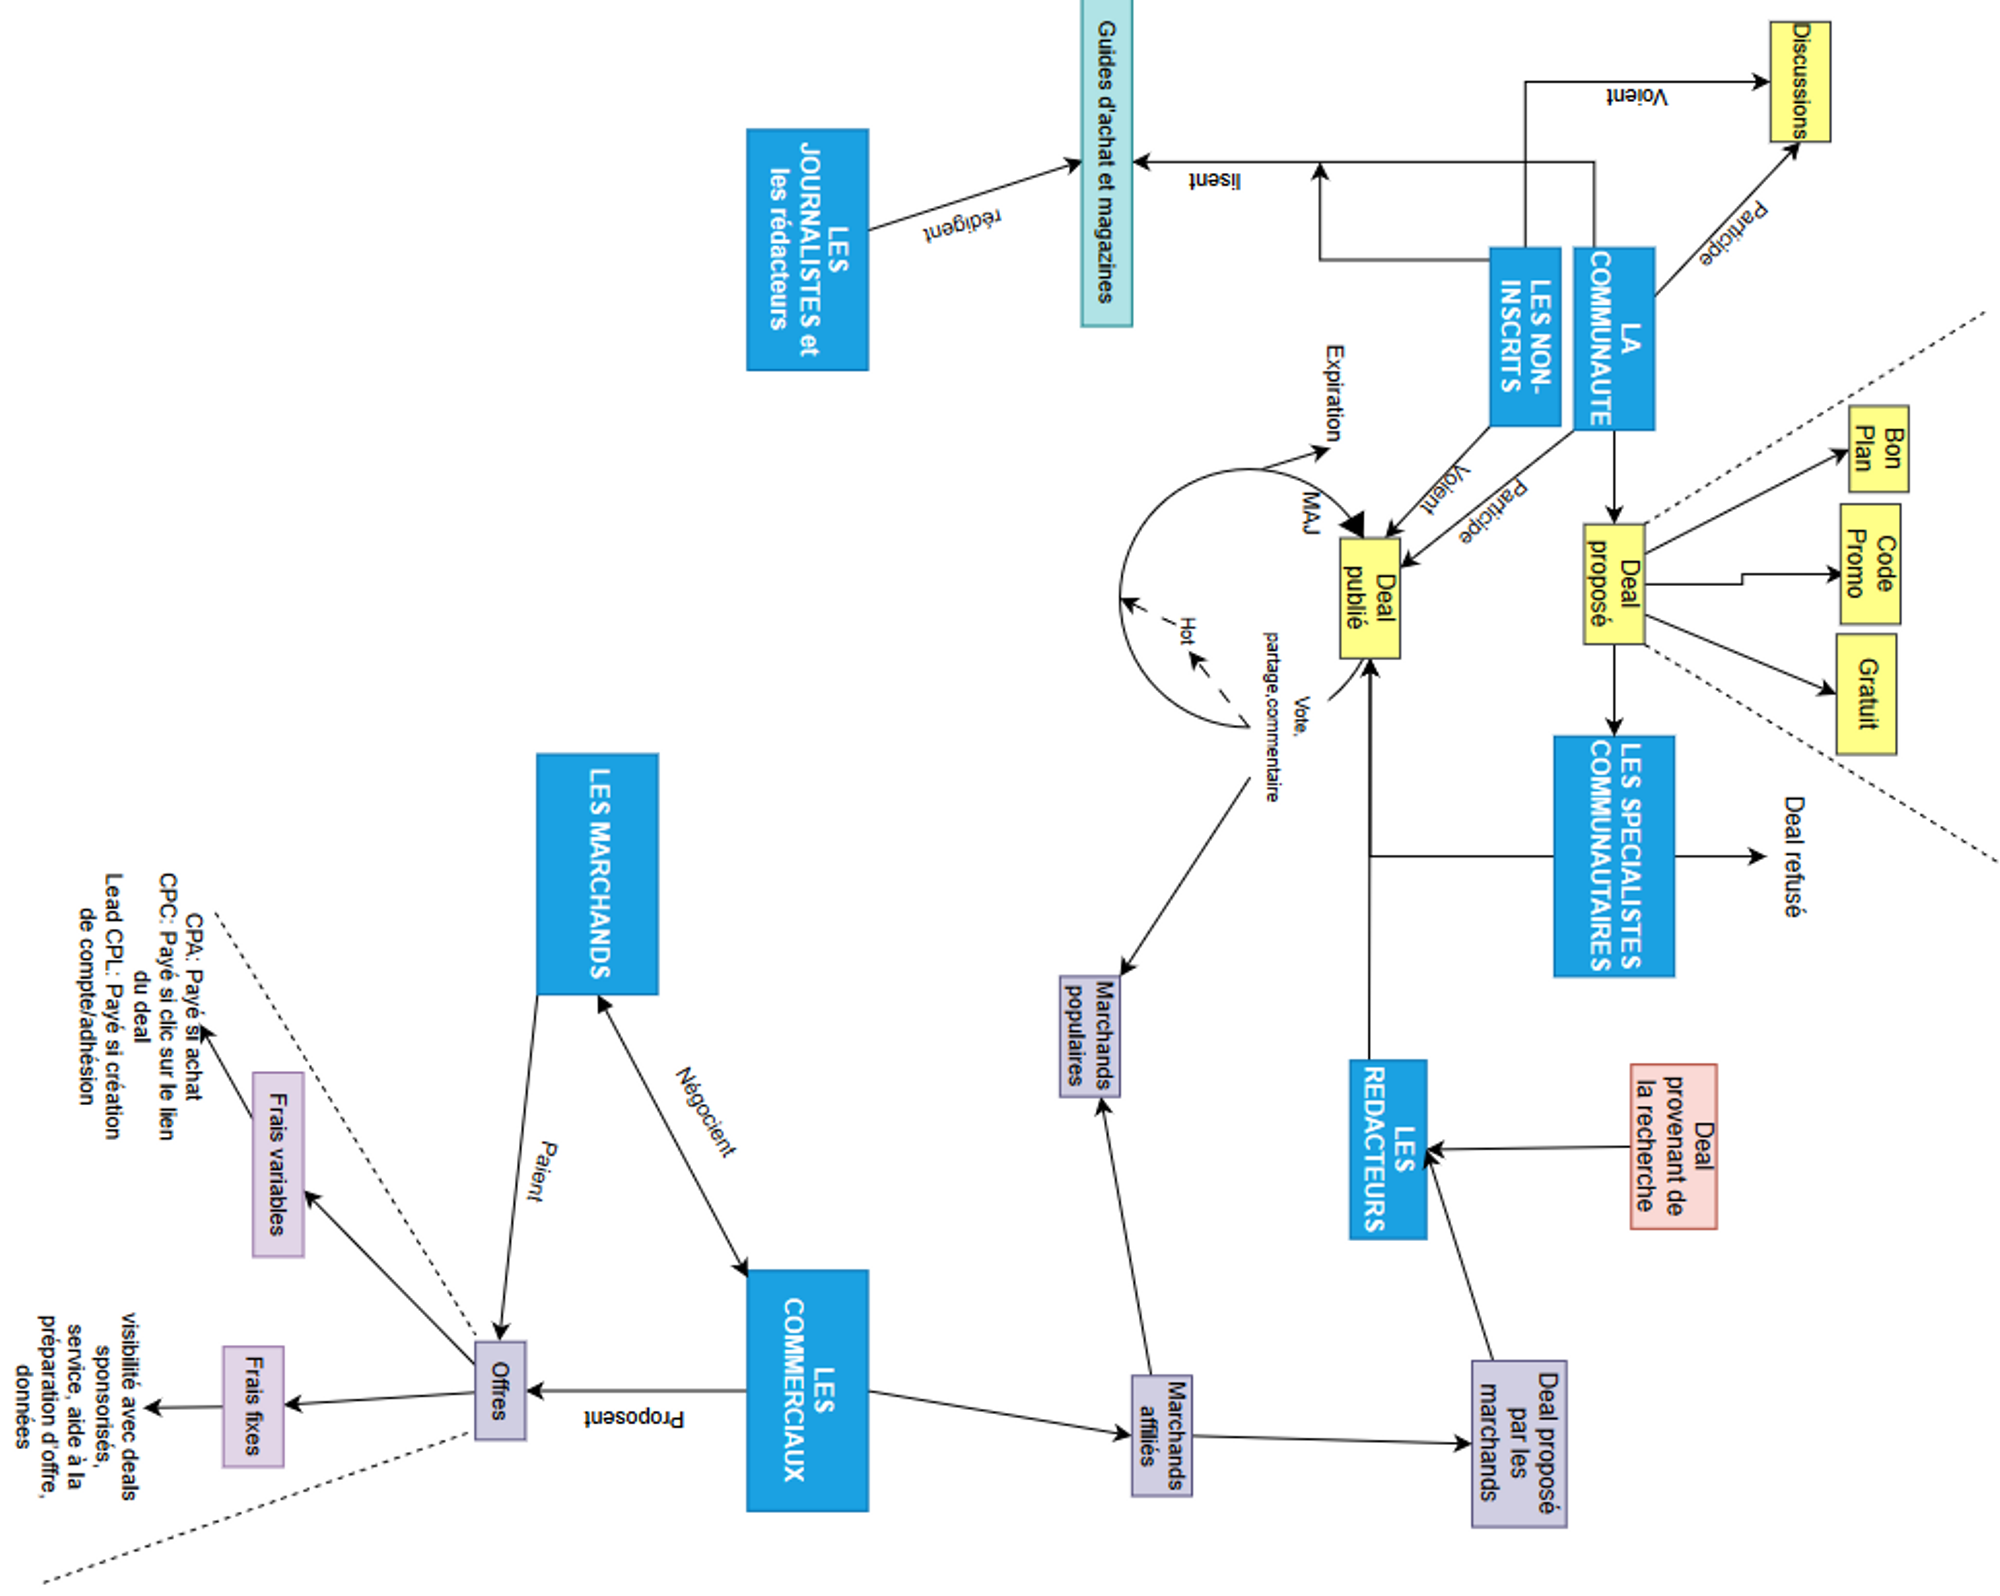 Bon
Plan
Code
Promo
Gratuit
Discussions
Deal refusé
Voient
Participe
LA
COMMUNAUTE
Deal
proposé
LES SPECIALISTES
COMMUNAUTAIRES
Deal
provenant de
la recherche
LES NON-
INSCRITS
Deal proposé
par les
marchands
Voient
Participe
Deal
publié
LES
REDACTEURS
lisent
Expiration
MAJ
Vote,
partage,commentaire
Hot
Guides d'achat et magazines
Marchands
populaires
Marchands
affiliés
rédigent
LES
JOURNALISTES et
les rédacteurs
LES
COMMERCIAUX
Négocient
LES MARCHANDS
Proposent
Paient
Offres
Frais variables
Frais fixes
CPA: Payé si achat
CPC: Payé si clic sur le lien
du deal
Lead CPL: Payé si création
de compte/adhésion
visibilité avec deals
sponsorisés,
service, aide à la
préparation d'offre,
données